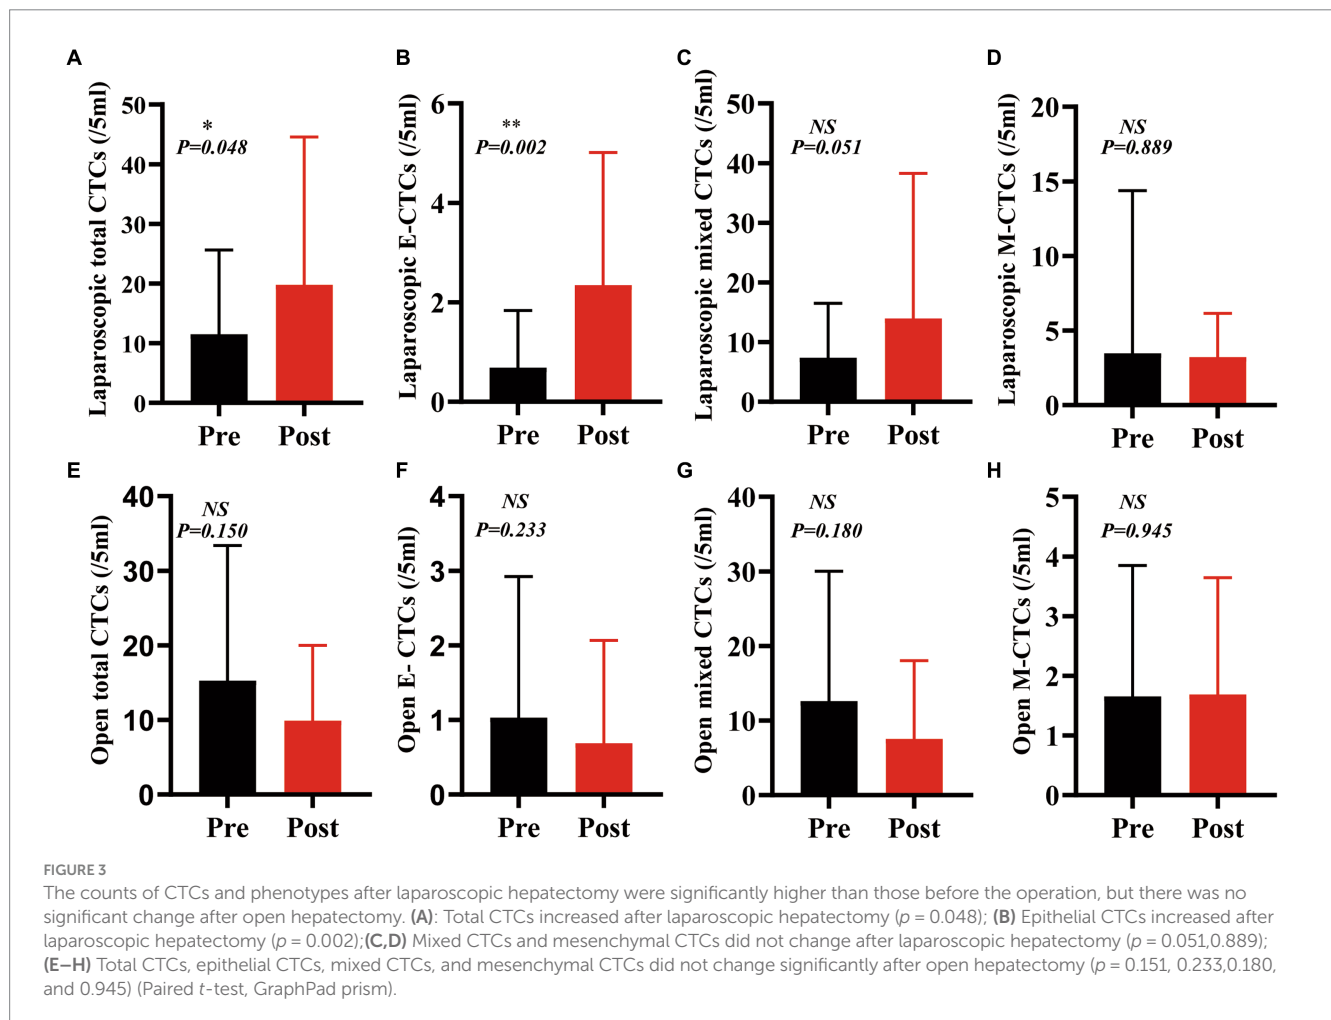 A
Laparoscopic total CTCs (/5ml)
50
40
30
20
10
0
*
P=0.048
Pre Post
B
Laparoscopic E-CTCs (/5ml)
6
4
2
0
**
P=0.002
Pre Post
C
Laparoscopic mixed CTCs (/5ml)
50
40
30
20
10
0
NS
P=0.051
Pre Post
D
Laparoscopic M-CTCs (/5ml)
20
15
10
5
0
NS
P=0.889
Pre Post
E
Open total CTCs (/5ml)
40
30
20
10
0
NS
P=0.150
Pre Post
F
Open E- CTCs (/5ml)
4
3
2
1
0
NS
P=0.233
Pre Post
G
Open mixed CTCs (/5ml)
40
30
20
10
0
NS
P=0.180
Pre Post
H
Open M-CTCs (/5ml)
5
4
3
2
1
0
NS
P=0.945
Pre Post
FIGURE 3
The counts of CTCs and phenotypes after laparoscopic hepatectomy were significantly higher than those before the operation, but there was no
significant change after open hepatectomy. (A): Total CTCs increased after laparoscopic hepatectomy (p = 0.048); (B) Epithelial CTCs increased after
laparoscopic hepatectomy (p = 0.002);(C,D) Mixed CTCs and mesenchymal CTCs did not change after laparoscopic hepatectomy (p = 0.051,0.889);
(E–H) Total CTCs, epithelial CTCs, mixed CTCs, and mesenchymal CTCs did not change significantly after open hepatectomy (p = 0.151, 0.233,0.180,
and 0.945) (Paired t-test, GraphPad prism).